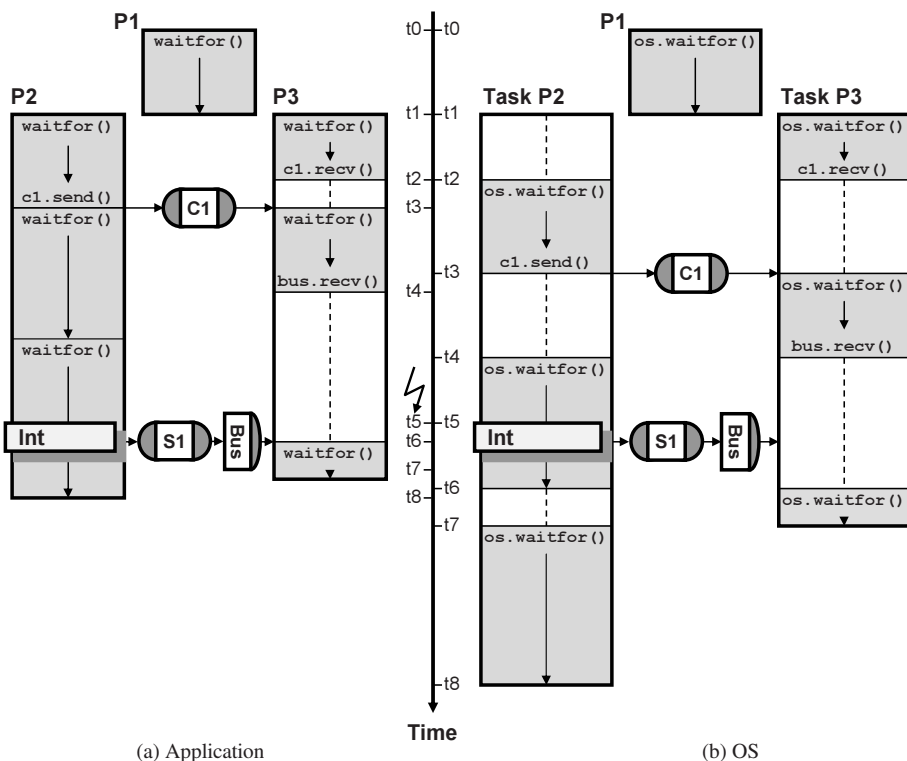 P1
waitfor()
P2
P3
waitfor()
c1.send()
waitfor()
waitfor()
waitfor()
c1.recv()
waitfor()
bus.recv()
waitfor()
C1
Int
S1
Bus
t0
t1
t2
t3
t4
t5
t6
t7
t8
t0
t1
t2
t3
t4
t5
t6
t7
t8
Time
P1
os.waitfor()
Task P2
Task P3
os.waitfor()
c1.send()
os.waitfor()
os.waitfor()
os.waitfor()
c1.recv()
os.waitfor()
bus.recv()
os.waitfor()
C1
Int
S1
Bus
(a) Application
(b) OS